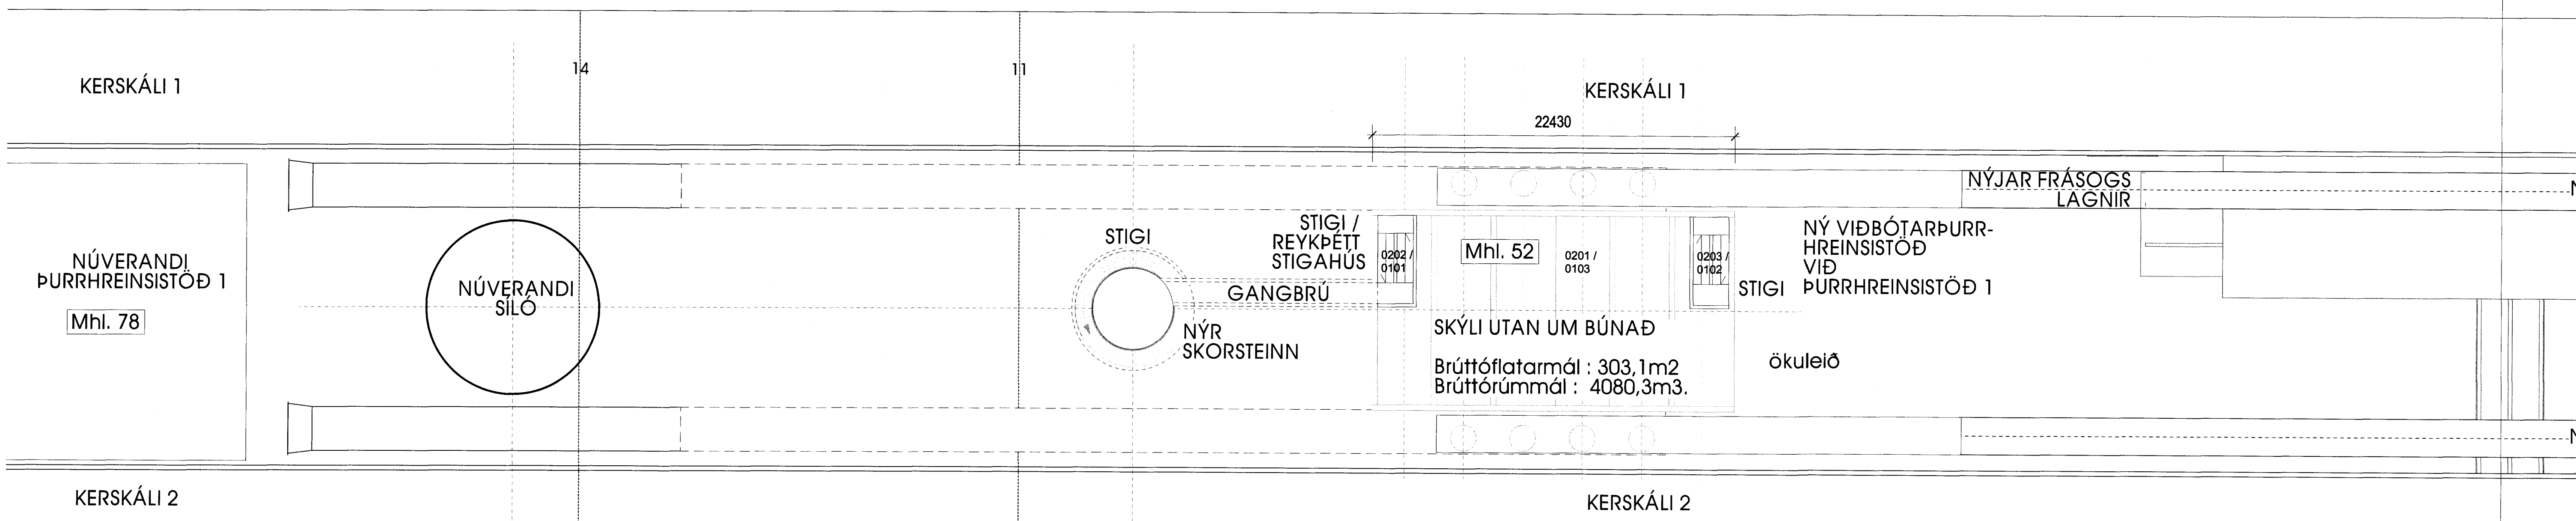 KERSKÁLI 1
14
11
KERSKÁLI 1
22430
NÚVERANDI
ÞURRHREINSISTÖÐ 1
Mhl. 78
NÚVERANDI
SÍLÓ
STIGI
GANGBRÚ
NÝR
SKORSTEINN
STIGI /
REYKÞÉTT
STIGAHÚS
0202 /
0101
Mhl. 52
0201 /
0103
0203 /
0102
STIGI
SKÝLI UTAN UM BÚNAÐ
Brúttóflatarmál : 303,1m2
Brúttórúmmál : 4080,3m3.
NÝJAR FRÁSOGS
LAGNIR
NÝ VIÐBÓTARÞURR-
HREINSISTÖÐ
VIÐ
ÞURRHREINSISTÖÐ 1
ökuleið
KERSKÁLI 2
KERSKÁLI 2